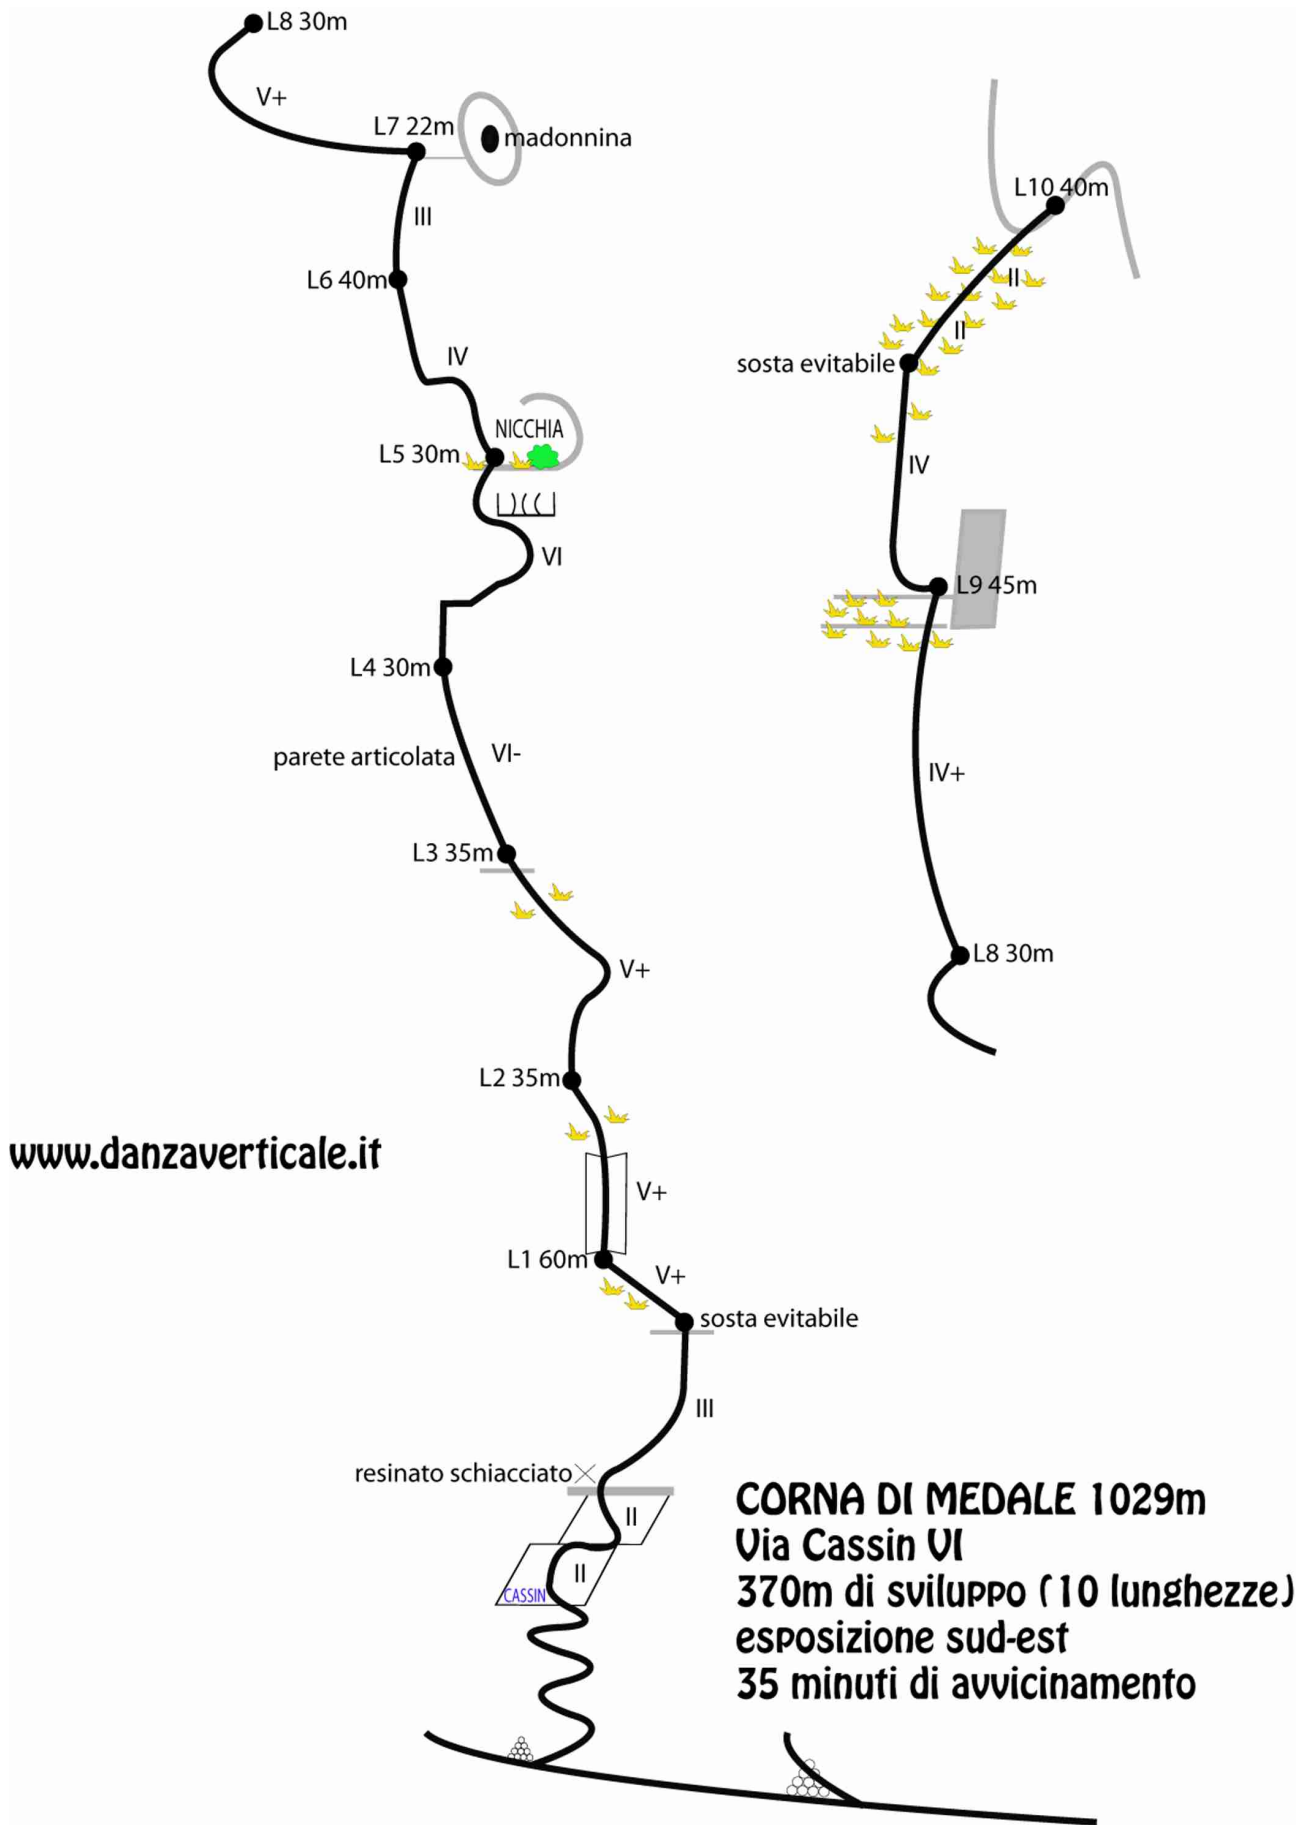 L8 30m
V+
L7 22m
madonnina
III
L6 40m
IV
NICCHIA
L5 30m
VI
L4 30m
parete articolata
VI-
L3 35m
V+
L2 35m
V+
L1 60m
V+
sosta evitabile
III
resinato schiacciato
II
II
CASSIN
L10 40m
II
II
sosta evitabile
IV
L9 45m
IV+
L8 30m
www.danzaverticale.it
CORNA DI MEDALE 1029m
Via Cassin VI
370m di sviluppo (10 lunghezze)
esposizione sud-est
35 minuti di avvicinamento